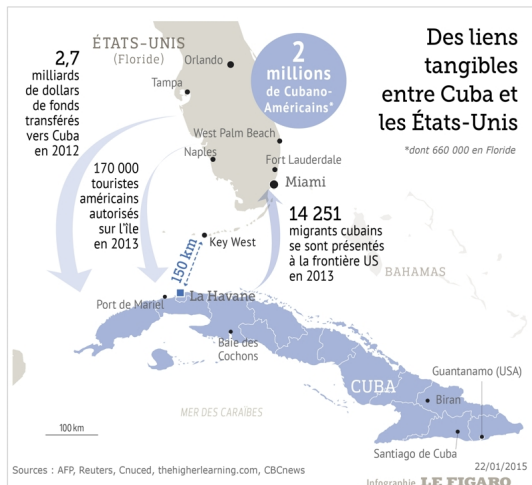 Des liens
tangibles
entre Cuba et
les États-Unis
*dont 660 000 en Floride
ÉTATS-UNIS
(Floride)
Orlando
Tampa
2
millions
de Cubano-
Américains*
2,7
milliards
de dollars
de fonds
transférés
vers Cuba
en 2012
West Palm Beach
Naples
Fort Lauderdale
Miami
170 000
touristes
américains
autorisés
sur l'île
en 2013
14 251
migrants cubains
se sont présentés
à la frontière US
en 2013
Key West
150 km
BAHAMAS
Port de Mariel
La Havane
Baie des
Cochons
Guantanamo (USA)
CUBA
Biran
MER DES CARAÏBES
Santiago de Cuba
100 km
22/01/2015
Sources : AFP, Reuters, Cnuced, thehigherlearning.com, CBCnews
Infographie LE FIGARO